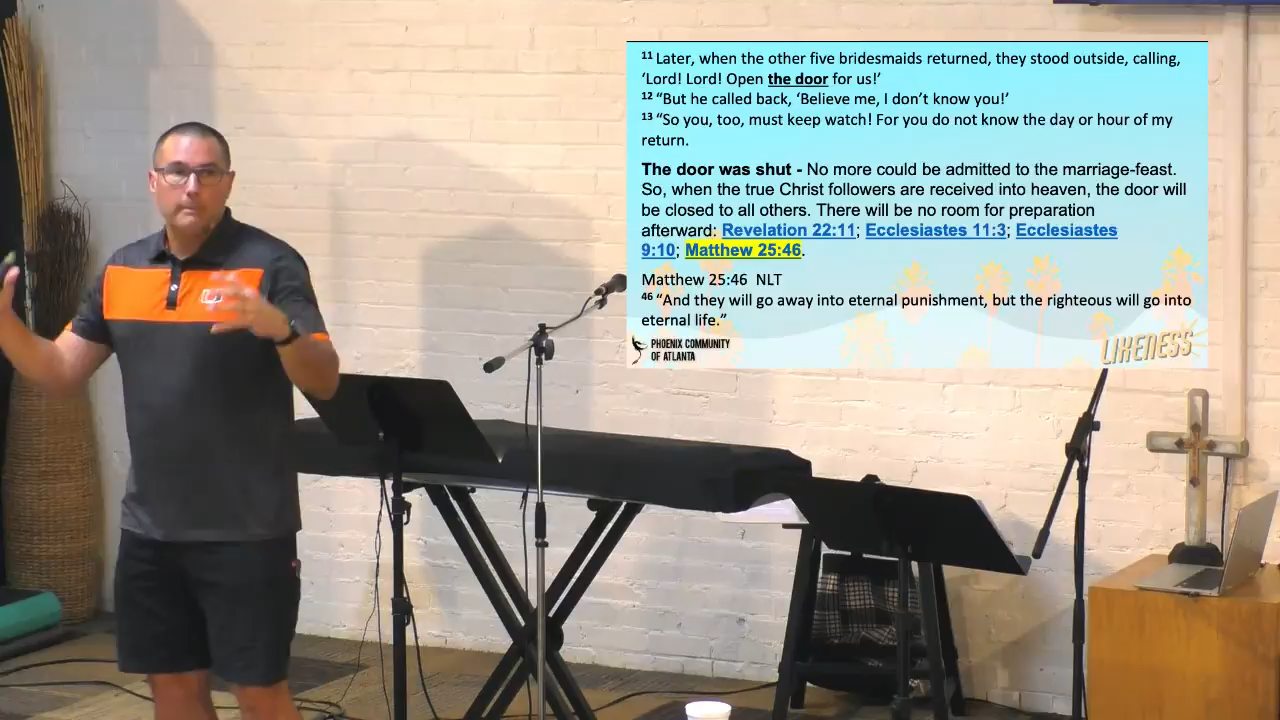 11 Later, when the other five bridesmaids returned, they stood outside, calling,
‘Lord! Lord! Open the door for us!’
12 “But he called back, ‘Believe me, I don’t know you!’
13 “So you, too, must keep watch! For you do not know the day or hour of my
return.
The door was shut - No more could be admitted to the marriage-feast.
So, when the true Christ followers are received into heaven, the door will
be closed to all others. There will be no room for preparation
afterward: Revelation 22:11; Ecclesiastes 11:3; Ecclesiastes
9:10; Matthew 25:46.
Matthew 25:46  NLT
46 “And they will go away into eternal punishment, but the righteous will go into
eternal life.”
PHOENIX COMMUNITY
OF ATLANTA
LIKENESS